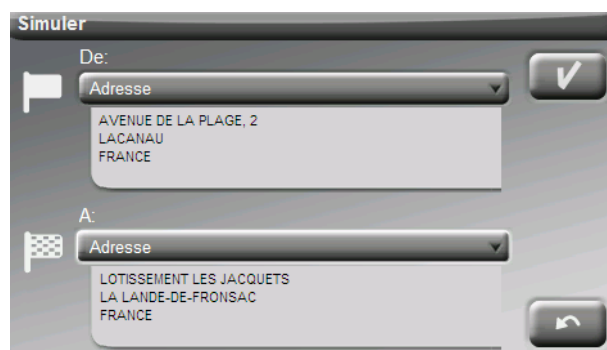 Simuler
De:
Adresse
AVENUE DE LA PLAGE, 2
LACANAU
FRANCE
A:
Adresse
LOTISSEMENT LES JACQUETS
LA LANDE-DE-FRONSAC
FRANCE